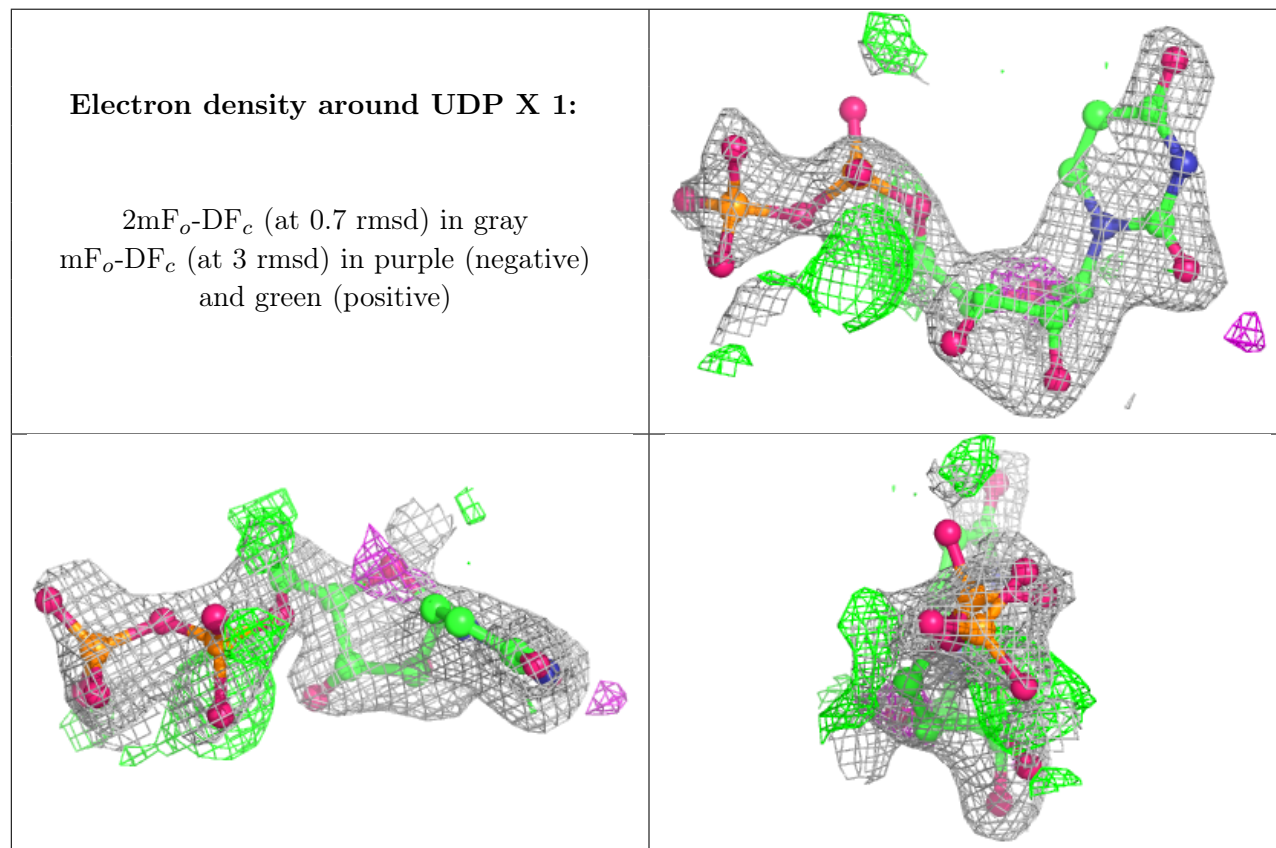 Electron density around UDP X 1:
2mFo-DFc (at 0.7 rmsd) in gray
mFo-DFc (at 3 rmsd) in purple (negative)
and green (positive)